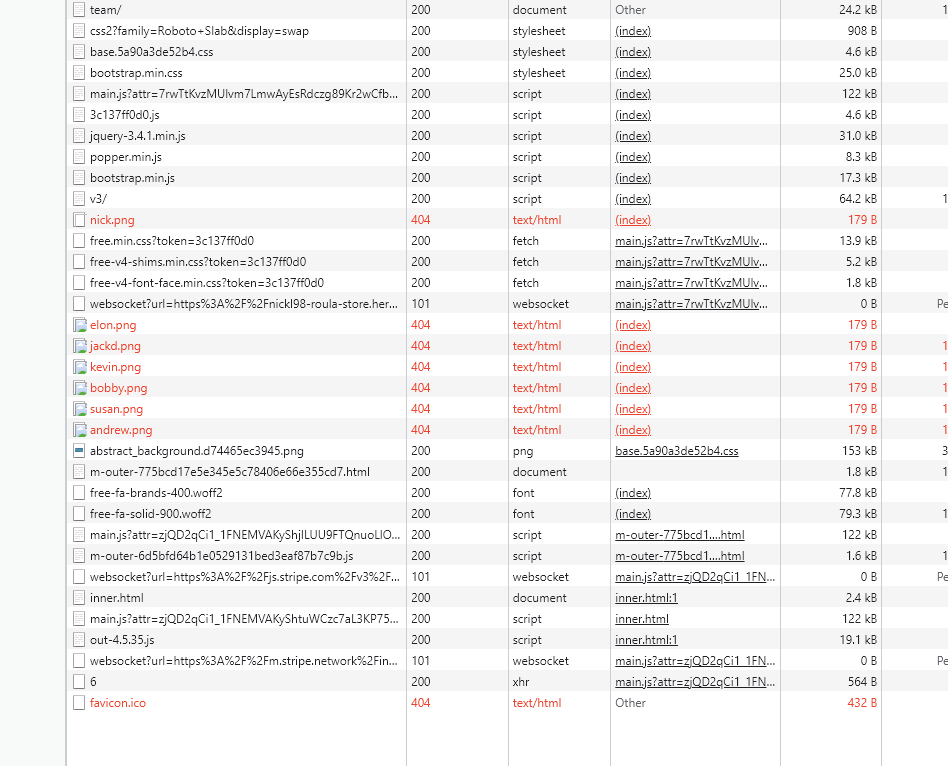 team/ 200 document Other 24.2 kB 1
css2?family=Roboto+Slab&display=swap 200 stylesheet (index) 908 B
base.5a90a3de52b4.css 200 stylesheet (index) 4.6 kB
bootstrap.min.css 200 stylesheet (index) 25.0 kB
main.js?attr=7rwTtKvzMUlvm7LmwAyEsRdczg89Kr2wCfb... 200 script (index) 122 kB
3c137ff0d0.js 200 script (index) 4.6 kB
jquery-3.4.1.min.js 200 script (index) 31.0 kB
popper.min.js 200 script (index) 8.3 kB
bootstrap.min.js 200 script (index) 17.3 kB
v3/ 200 script (index) 64.2 kB 1
nick.png 404 text/html (index) 179 B
free.min.css?token=3c137ff0d0 200 fetch main.js?attr=7rwTtKvzMUlv... 13.9 kB
free-v4-shims.min.css?token=3c137ff0d0 200 fetch main.js?attr=7rwTtKvzMUlv... 5.2 kB
free-v4-font-face.min.css?token=3c137ff0d0 200 fetch main.js?attr=7rwTtKvzMUlv... 1.8 kB
websocket?url=https%3A%2F%2Fnickl98-roula-store.her... 101 websocket main.js?attr=7rwTtKvzMUlv... 0 B Pe
elon.png 404 text/html (index) 179 B
jackd.png 404 text/html (index) 179 B 1
kevin.png 404 text/html (index) 179 B 1
bobby.png 404 text/html (index) 179 B 1
susan.png 404 text/html (index) 179 B 1
andrew.png 404 text/html (index) 179 B 1
abstract_background.d74465ec3945.png 200 png base.5a90a3de52b4.css 153 kB 3
m-outer-775bcd17e5e345e5c78406e66e355cd7.html 200 document 1.8 kB 1
free-fa-brands-400.woff2 200 font (index) 77.8 kB
free-fa-solid-900.woff2 200 font (index) 79.3 kB 1
main.js?attr=zjQD2qCi1_1FNEMVAKyShjlLUU9FTQnuoLlO... 200 script m-outer-775bcd1....html 122 kB
m-outer-6d5bfd64b1e0529131bed3eaf87b7c9b.js 200 script m-outer-775bcd1....html 1.6 kB 1
websocket?url=https%3A%2F%2Fjs.stripe.com%2Fv3%2F... 101 websocket main.js?attr=zjQD2qCi1_1FN... 0 B Pe
inner.html 200 document inner.html:1 2.4 kB
main.js?attr=zjQD2qCi1_1FNEMVAKyShtuWCzc7aL3KP75... 200 script inner.html 122 kB
out-4.5.35.js 200 script inner.html:1 19.1 kB
websocket?url=https%3A%2F%2Fm.stripe.network%2Fin... 101 websocket main.js?attr=zjQD2qCi1_1FN... 0 B Pe
6 200 xhr main.js?attr=zjQD2qCi1_1FN... 564 B
favicon.ico 404 text/html Other 432 B